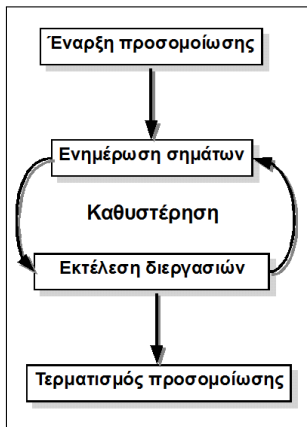 Έναρξη προσομοίωσης
Ενημέρωση σημάτων
Καθυστέρηση
Εκτέλεση διεργασιών
Τερματισμός προσομοίωσης